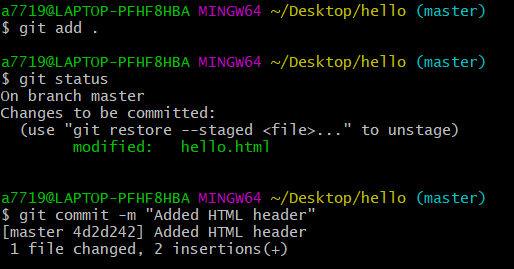 a7719@LAPTOP-PFHF8HBA MINGW64 ~/Desktop/hello (master)
$ git add .
a7719@LAPTOP-PFHF8HBA MINGW64 ~/Desktop/hello (master)
$ git status
On branch master
Changes to be committed:
  (use "git restore --staged <file>..." to unstage)
        modified:   hello.html
a7719@LAPTOP-PFHF8HBA MINGW64 ~/Desktop/hello (master)
$ git commit -m "Added HTML header"
[master 4d2d242] Added HTML header
 1 file changed, 2 insertions(+)